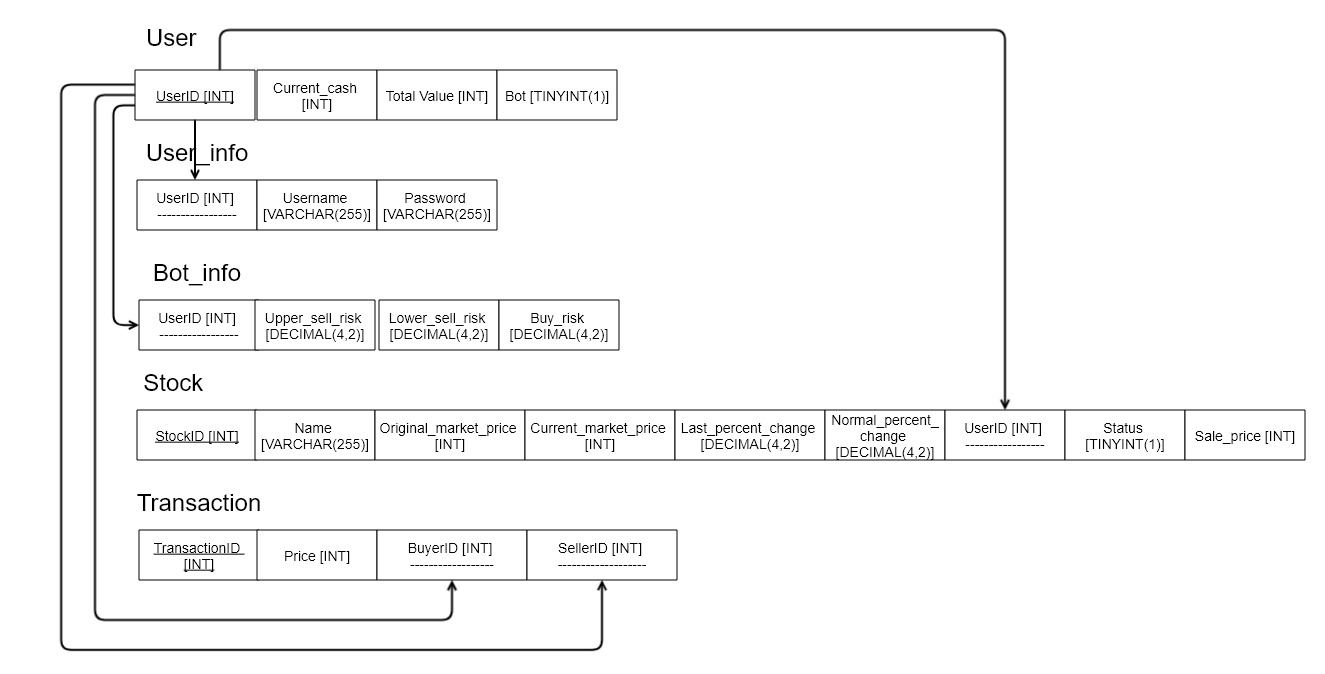 User
UserID [INT]
Current_cash
[INT]
Total Value [INT]
Bot [TINYINT(1)]
User_info
UserID [INT]
-----------------
Username
[VARCHAR(255)]
Password
[VARCHAR(255)]
Bot_info
UserID [INT]
-----------------
Upper_sell_risk
[DECIMAL(4,2)]
Lower_sell_risk
[DECIMAL(4,2)]
Buy_risk
[DECIMAL(4,2)]
Stock
StockID [INT]
Name
[VARCHAR(255)]
Original_market_price
[INT]
Current_market_price
[INT]
Last_percent_change
[DECIMAL(4,2)]
Normal_percent_
change
[DECIMAL(4,2)]
UserID [INT]
-----------------
Status
[TINYINT(1)]
Sale_price [INT]
Transaction
TransactionID
[INT]
Price [INT]
BuyerID [INT]
------------------
SellerID [INT]
-------------------